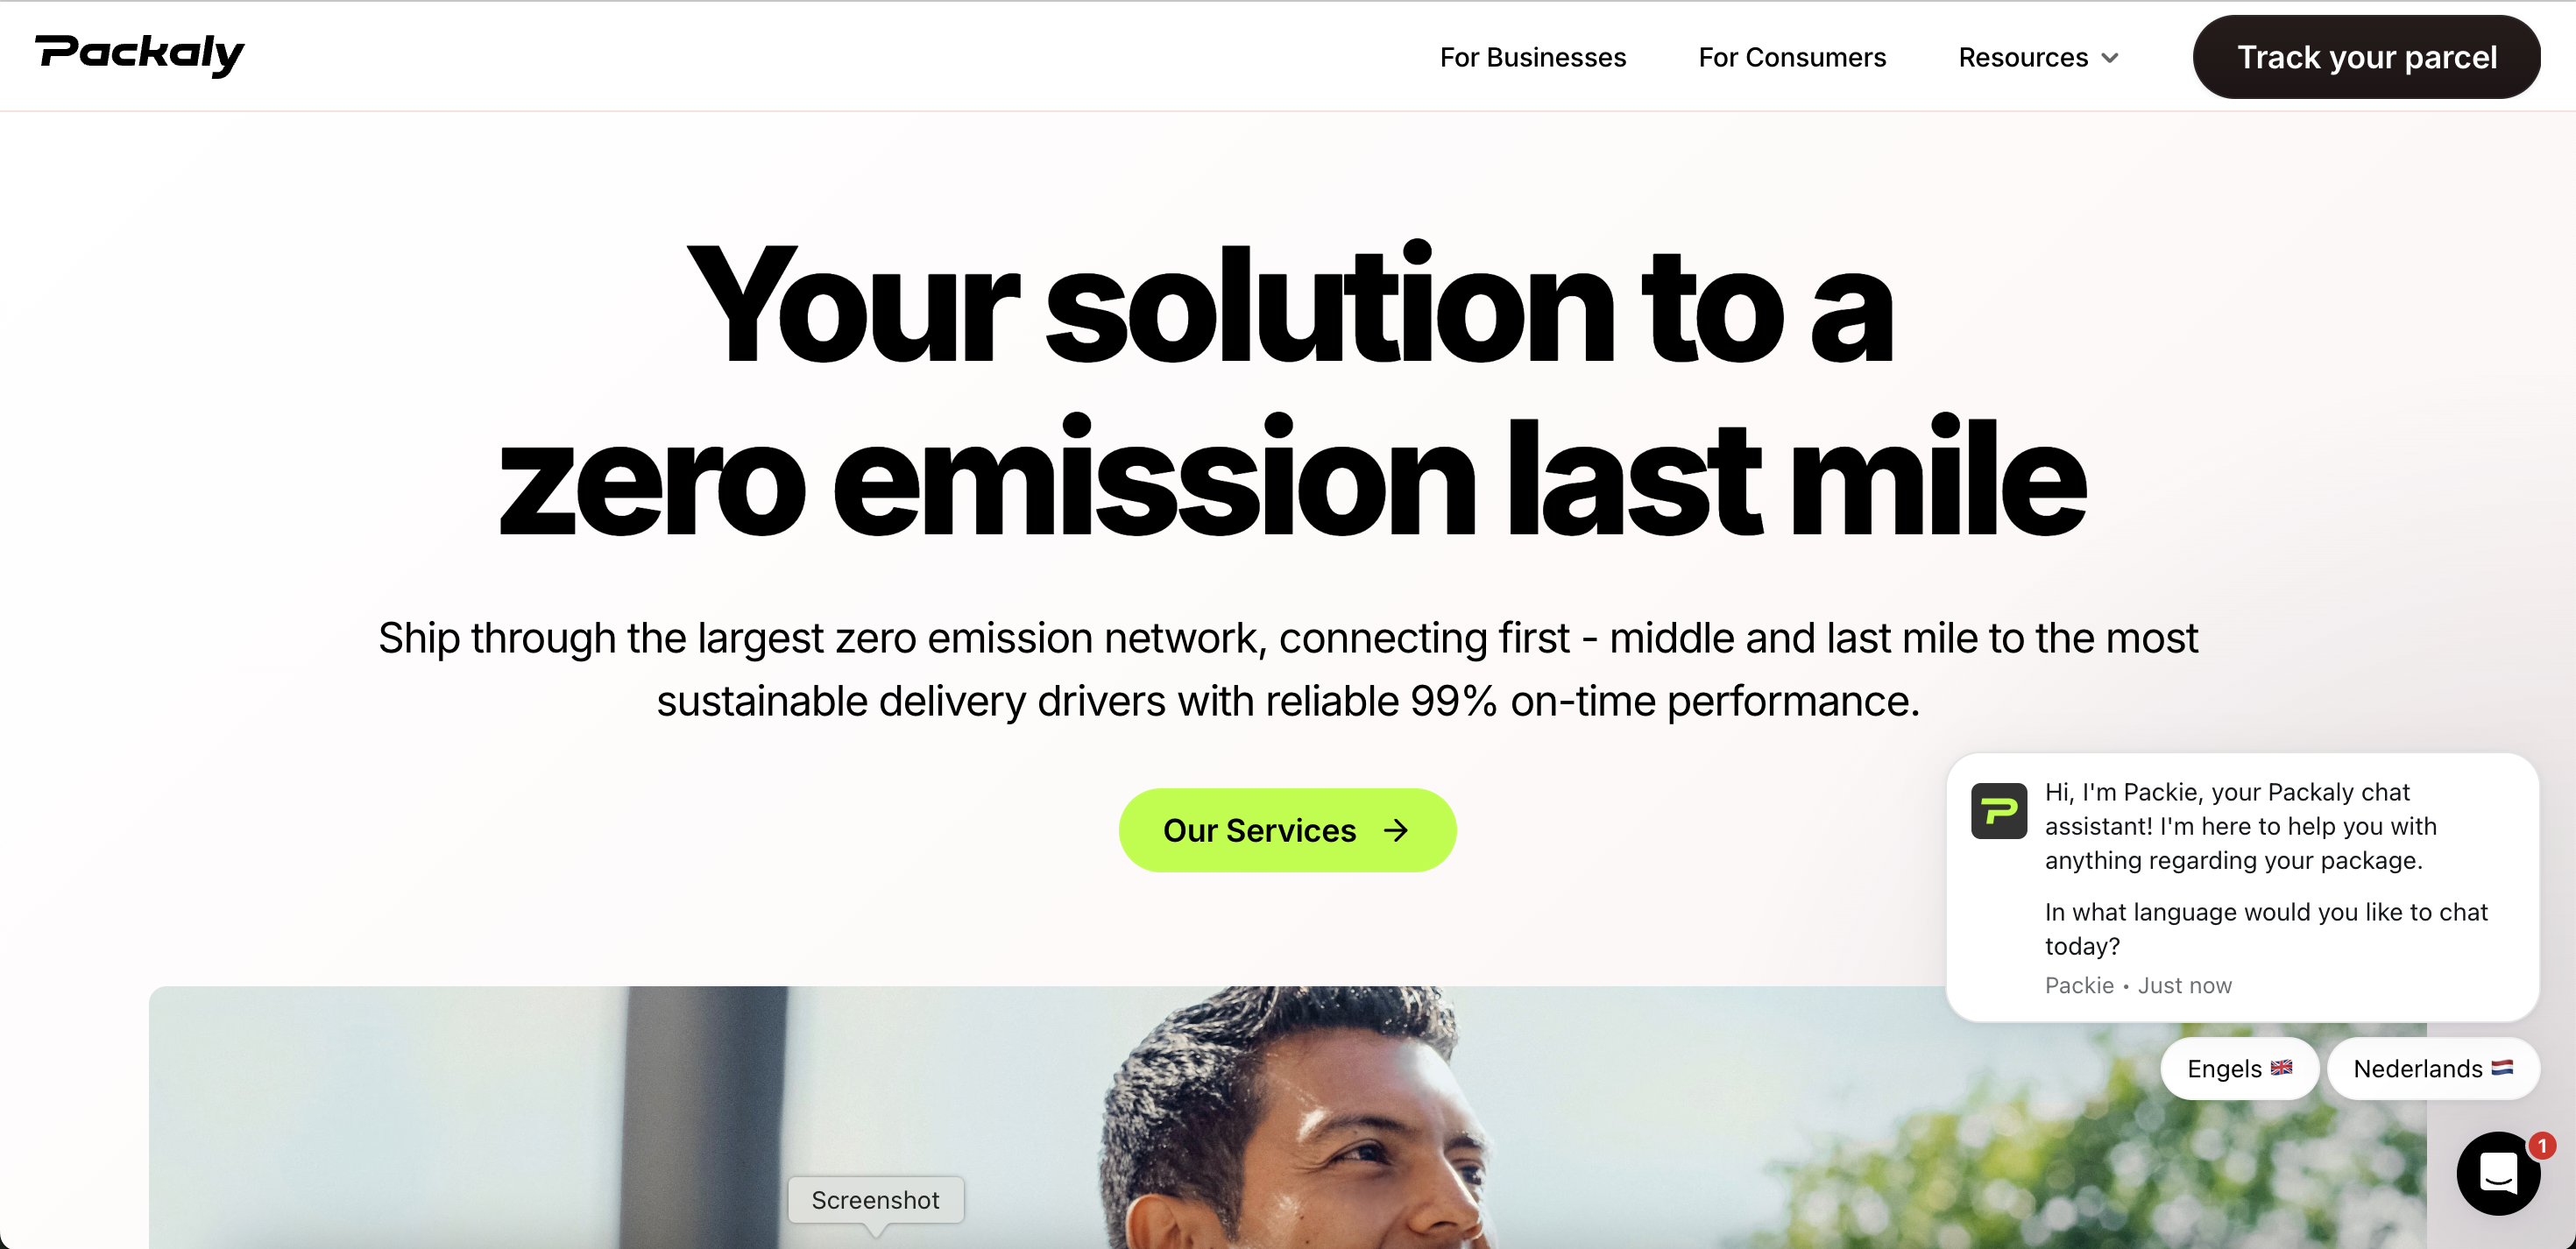 Packaly
For Businesses
For Consumers
Resources
Track your parcel
Your solution to a
zero emission last mile
Ship through the largest zero emission network, connecting first - middle and last mile to the most
sustainable delivery drivers with reliable 99% on-time performance.
Our Services →
Hi, I'm Packie, your Packaly chat
assistant! I'm here to help you with
anything regarding your package.
In what language would you like to chat
today?
Packie • Just now
Engels 🇬🇧
Nederlands 🇳🇱
1
Screenshot